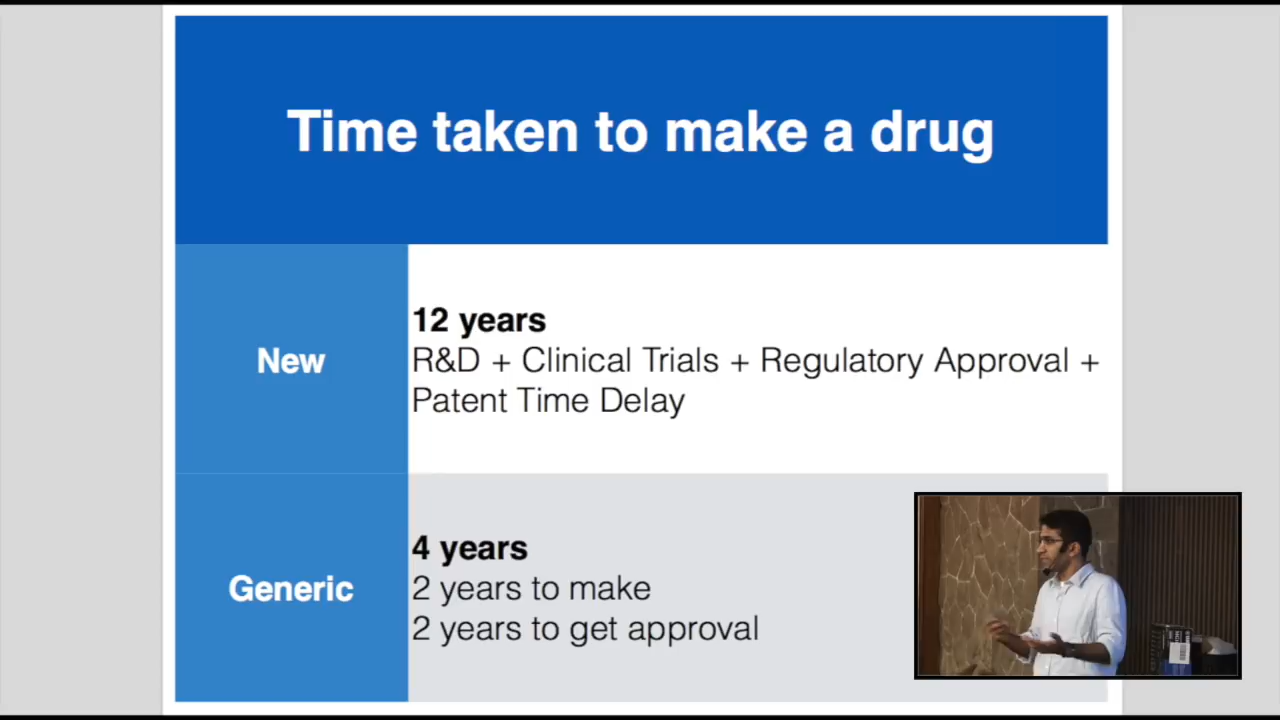 Time taken to make a drug
New
12 years
R&D + Clinical Trials + Regulatory Approval +
Patent Time Delay
Generic
4 years
2 years to make
2 years to get approval